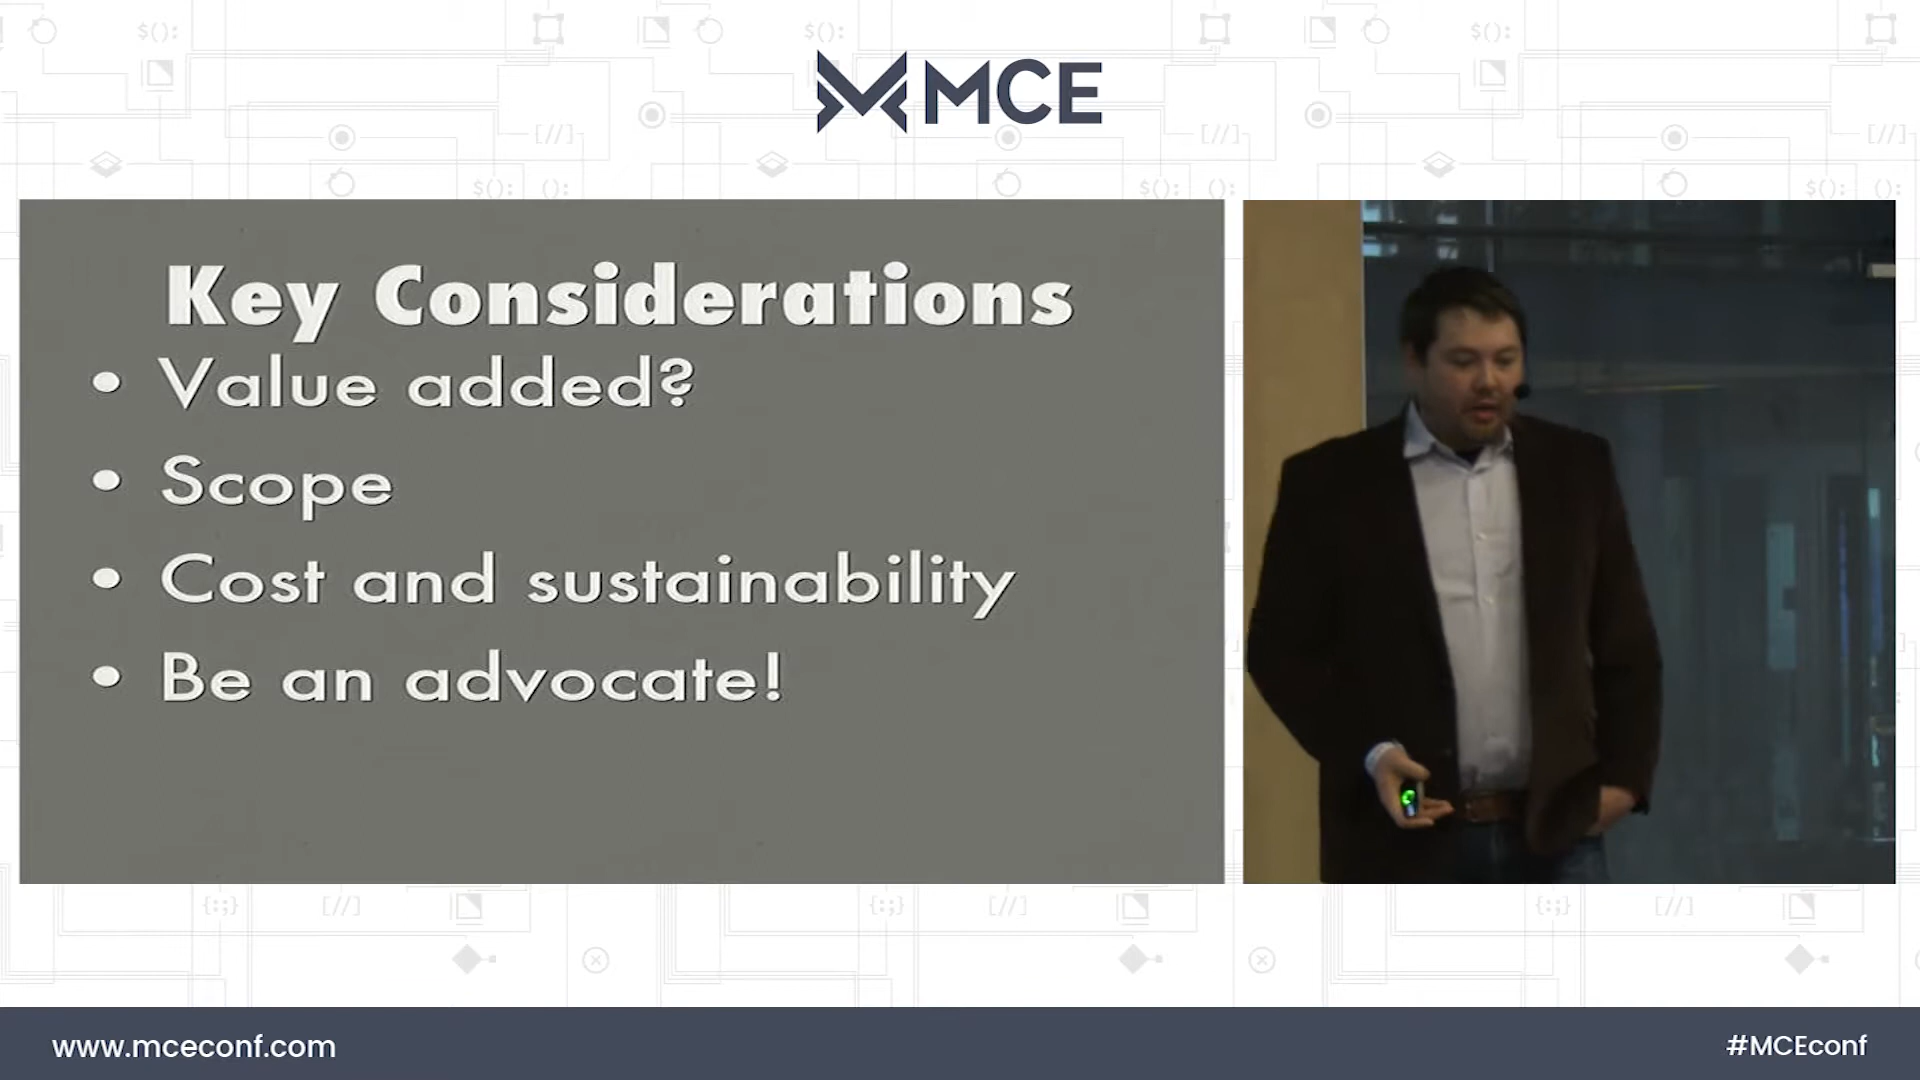 MCE
Key Considerations
• Value added?
• Scope
• Cost and sustainability
• Be an advocate!
www.mceconf.com
#MCEconf